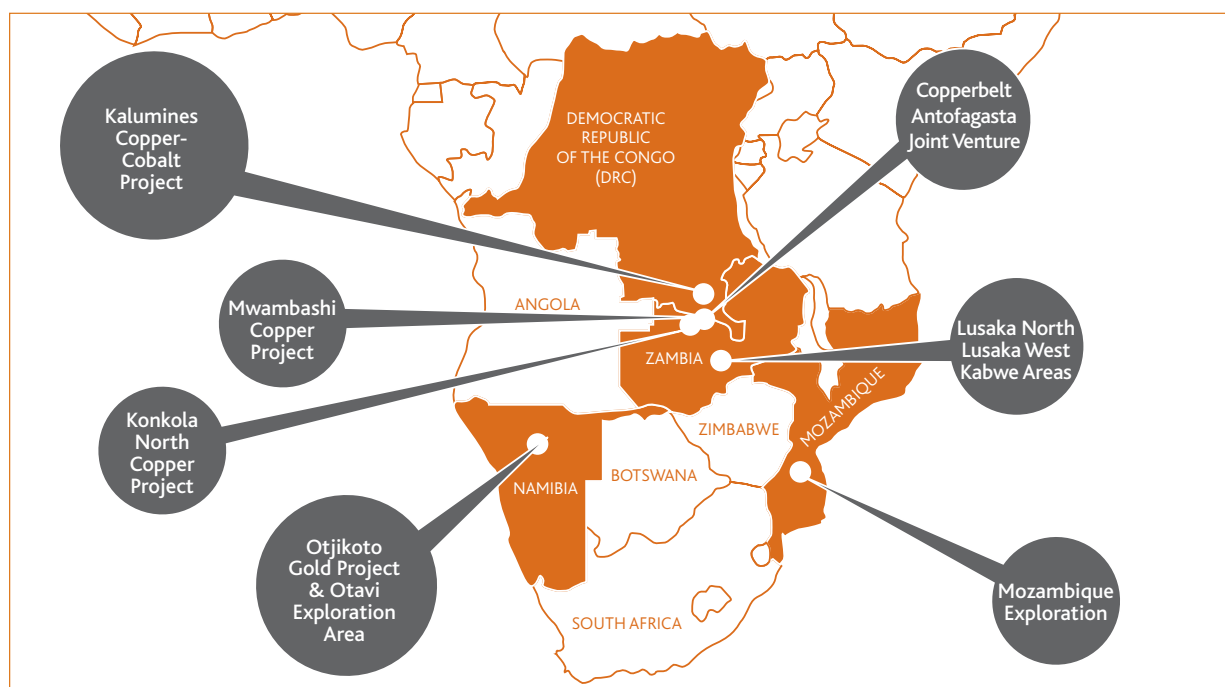 Kalumines
Copper-
Cobalt
Project
DEMOCRATIC
REPUBLIC
OF THE CONGO
(DRC)
Copperbelt
Antofagasta
Joint Venture
Mwambashi
Copper
Project
ANGOLA
ZAMBIA
Lusaka North
Lusaka West
Kabwe Areas
Konkola
North
Copper
Project
ZIMBABWE
MOZAMBIQUE
NAMIBIA
BOTSWANA
Otjikoto
Gold Project
& Otavi
Exploration
Area
SOUTH AFRICA
Mozambique
Exploration